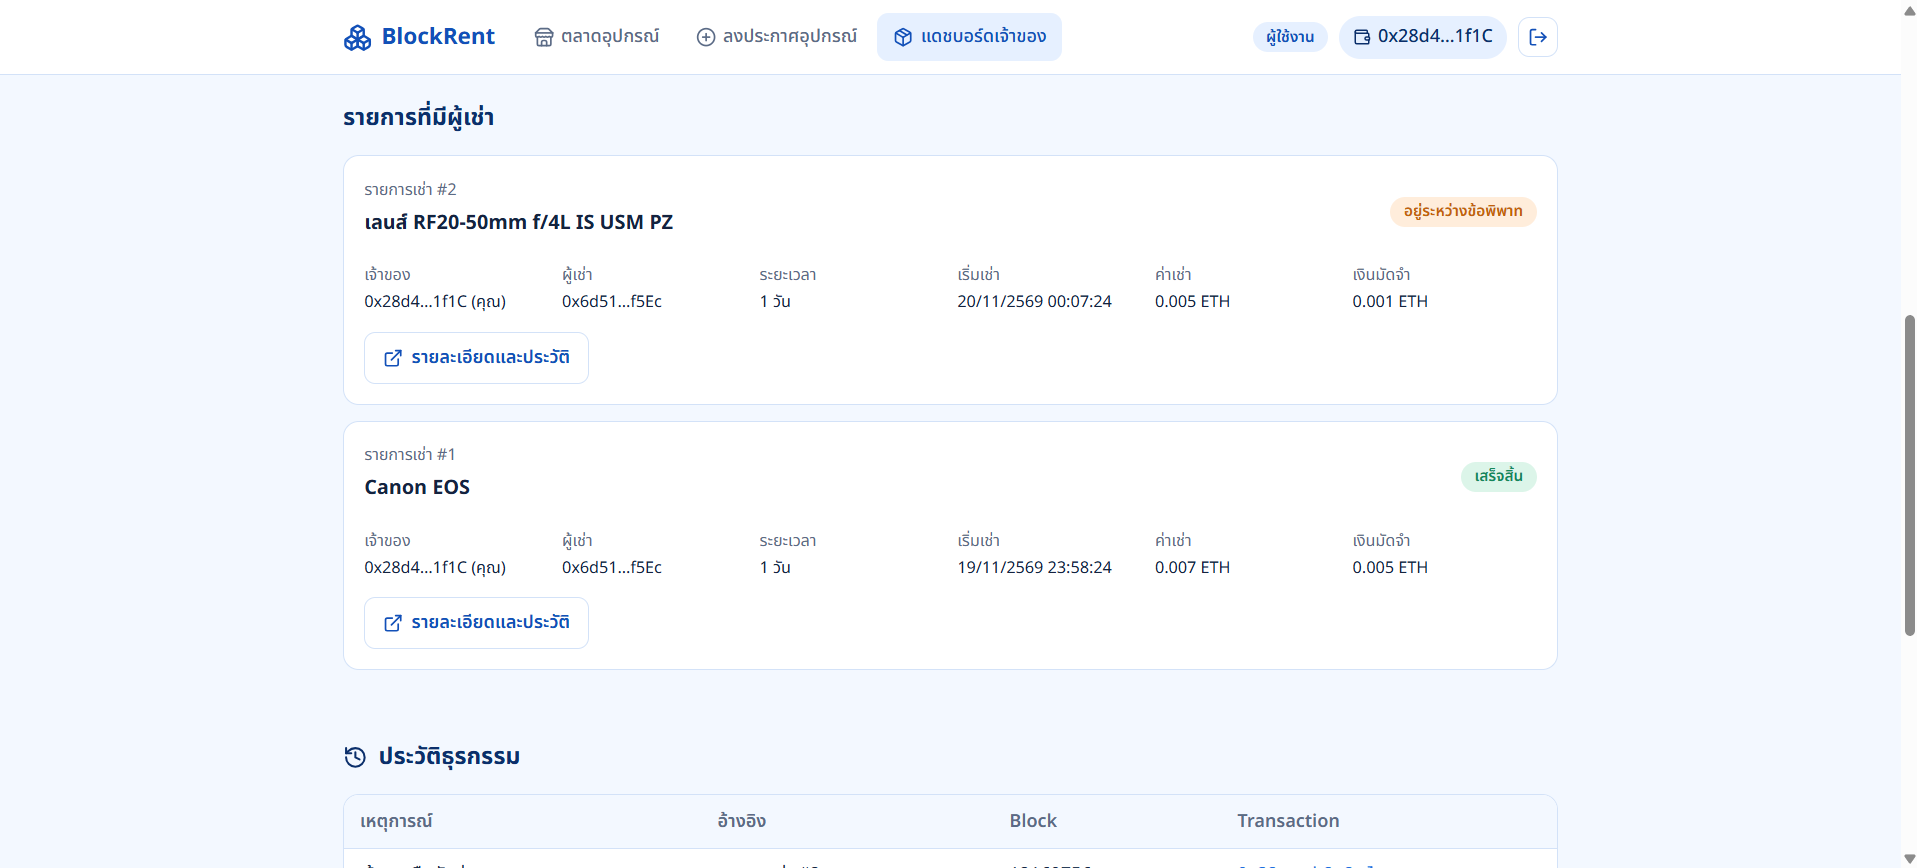 BlockRent
ตลาดอุปกรณ์
ลงประกาศอุปกรณ์
แดชบอร์ดเจ้าของ
ผู้ใช้งาน
0x28d4...1f1C
รายการที่มีผู้เช่า
รายการเช่า #2
เลนส์ RF20-50mm f/4L IS USM PZ
อยู่ระหว่างข้อพิพาท
เจ้าของ ผู้เช่า ระยะเวลา เริ่มเช่า ค่าเช่า เงินมัดจำ
0x28d4...1f1C (คุณ) 0x6d51...f5Ec 1 วัน 20/11/2569 00:07:24 0.005 ETH 0.001 ETH
รายละเอียดและประวัติ
รายการเช่า #1
Canon EOS
เสร็จสิ้น
เจ้าของ ผู้เช่า ระยะเวลา เริ่มเช่า ค่าเช่า เงินมัดจำ
0x28d4...1f1C (คุณ) 0x6d51...f5Ec 1 วัน 19/11/2569 23:58:24 0.007 ETH 0.005 ETH
รายละเอียดและประวัติ
ประวัติธุรกรรม
เหตุการณ์ อ้างอิง Block Transaction